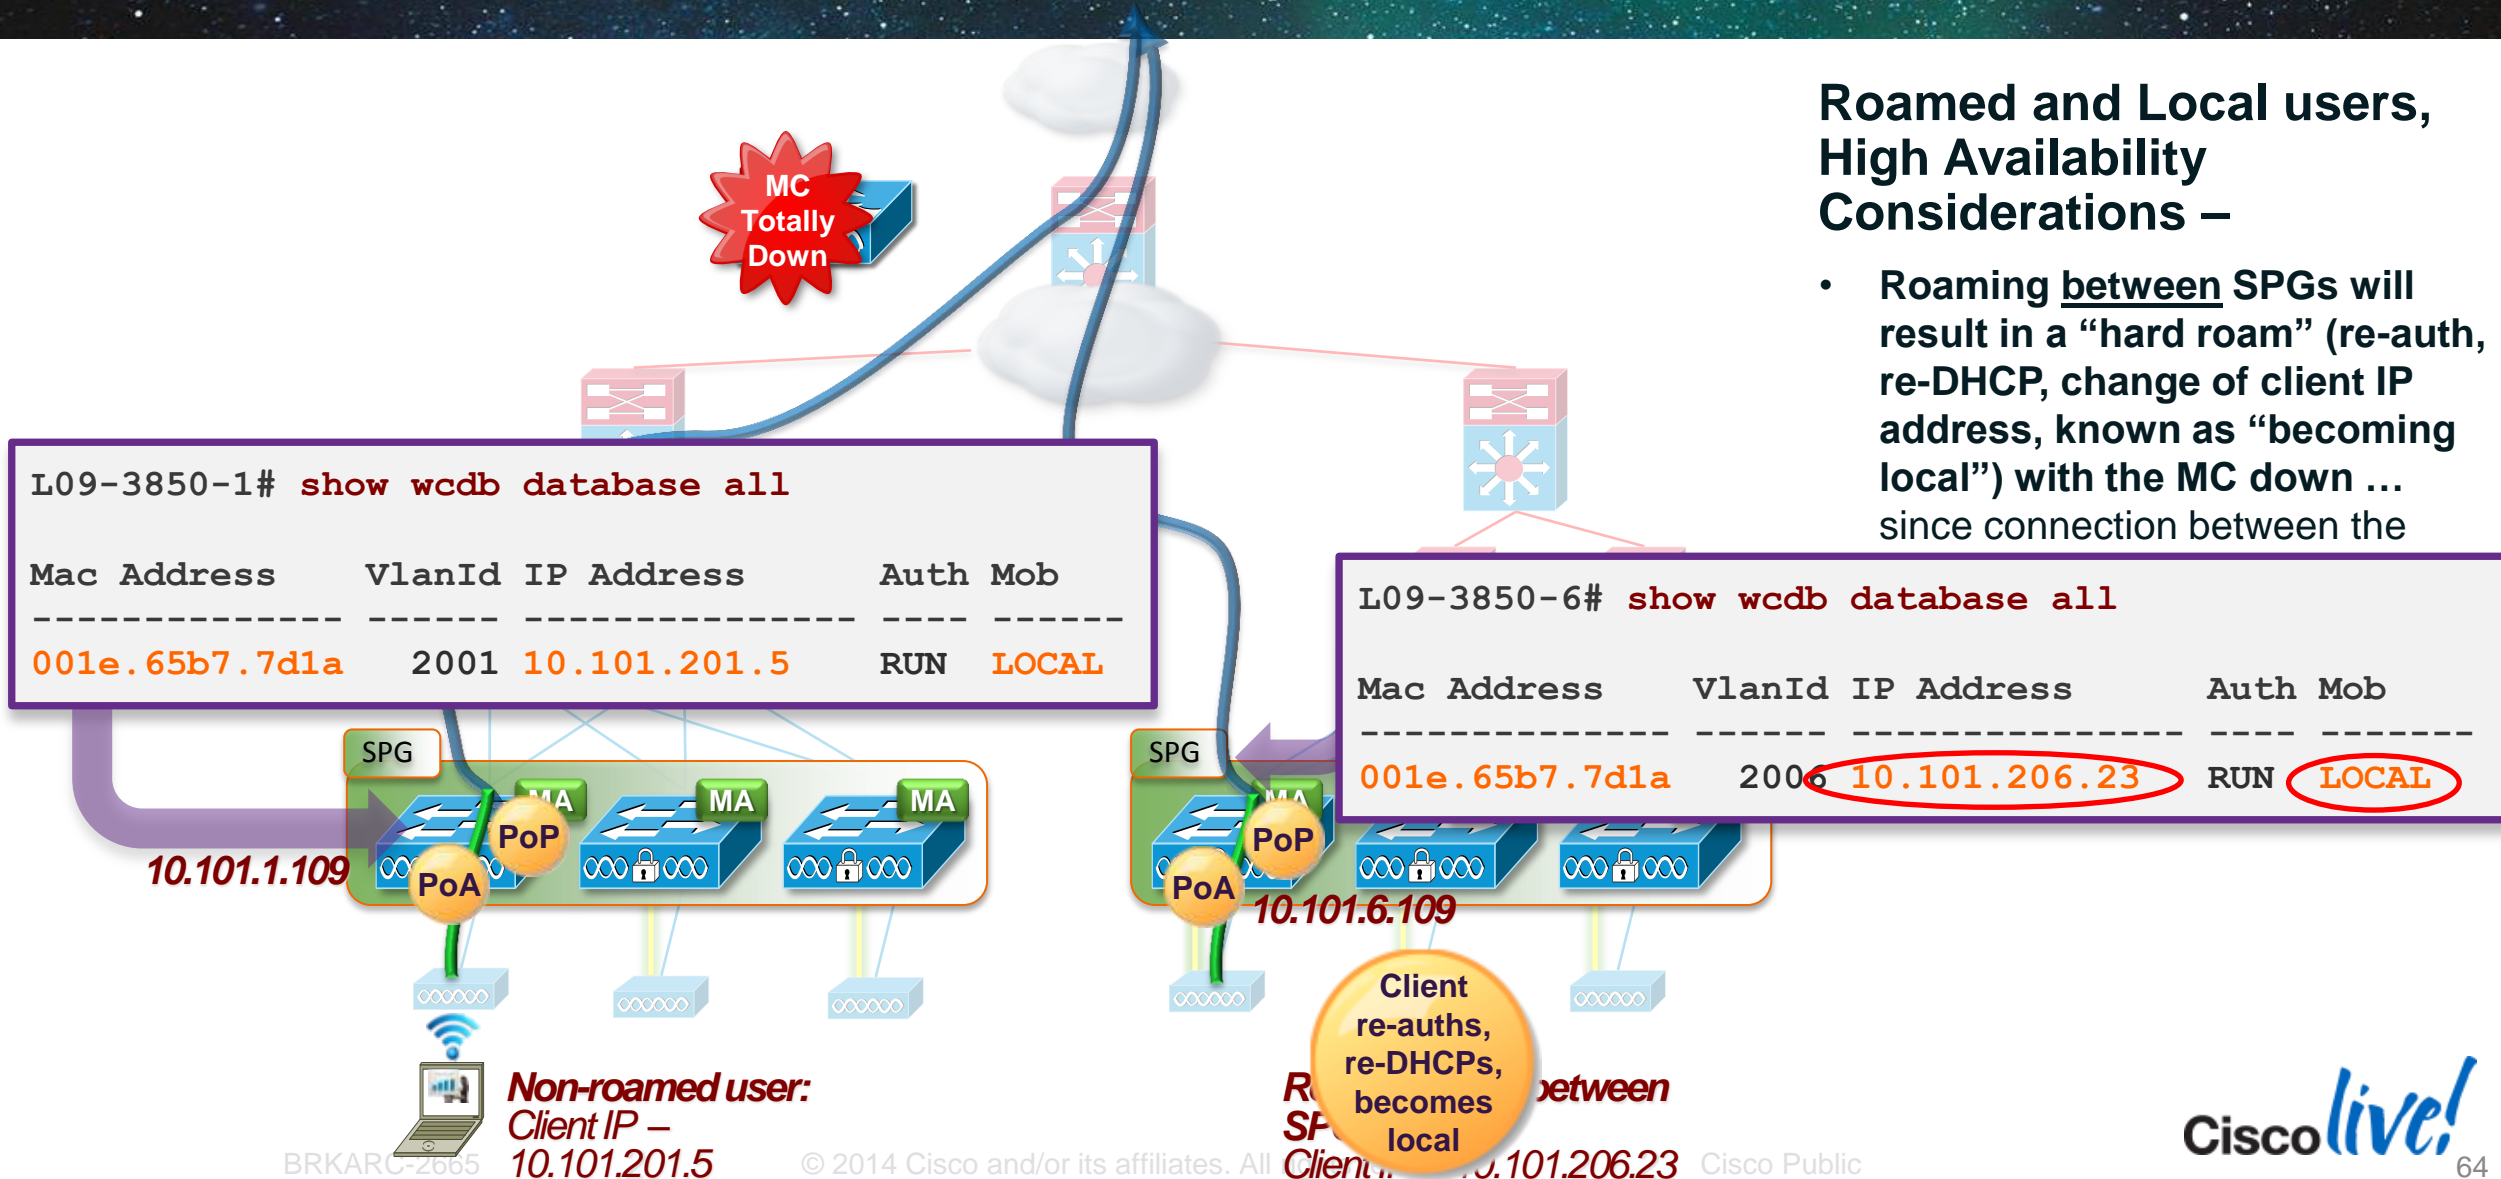 Roamed and Local users,
High Availability
Considerations –
• Roaming between SPGs will
result in a “hard roam” (re-auth,
re-DHCP, change of client IP
address, known as “becoming
local”) with the MC down …
since connection between the
MC
Totally
Down
L09-3850-1# show wcdb database all
Mac Address VlanId IP Address Auth Mob
-------------- ------ --------------- ---- ------
001e.65b7.7d1a 2001 10.101.201.5 RUN LOCAL
L09-3850-6# show wcdb database all
Mac Address VlanId IP Address Auth Mob
-------------- ------ --------------- ---- -------
001e.65b7.7d1a 2006 10.101.206.23 RUN LOCAL
SPG
MA
MA
MA
PoP
PoA
10.101.1.109
SPG
MA
PoP
PoA
10.101.6.109
Client
re-auths,
re-DHCPs,
becomes
local
Non-roamed user:
Client IP –
10.101.201.5
between
Client 10.101.206.23
BRKARC-2665
© 2014 Cisco and/or its affiliates. All
Cisco Public
Cisco live!
64